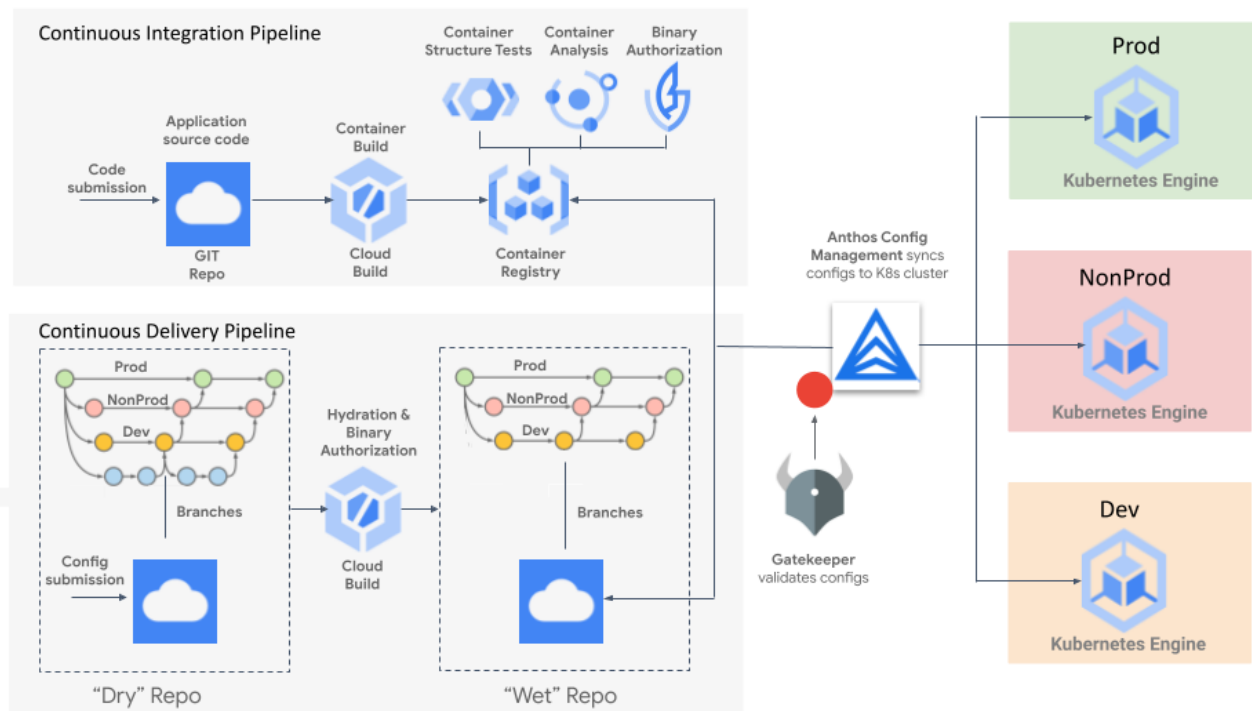 Continuous Integration Pipeline
Container
Structure Tests
Container
Analysis
Binary
Authorization
Application
source code
Container
Build
Code
submission
GIT
Repo
Cloud
Build
Container
Registry
Continuous Delivery Pipeline
Prod
NonProd
Dev
Branches
Config
submission
"Dry" Repo
Hydration &
Binary
Authorization
Cloud
Build
Prod
NonProd
Dev
Branches
"Wet" Repo
Anthos Config
Management syncs
configs to K8s cluster
Gatekeeper
validates configs
Prod
Kubernetes Engine
NonProd
Kubernetes Engine
Dev
Kubernetes Engine